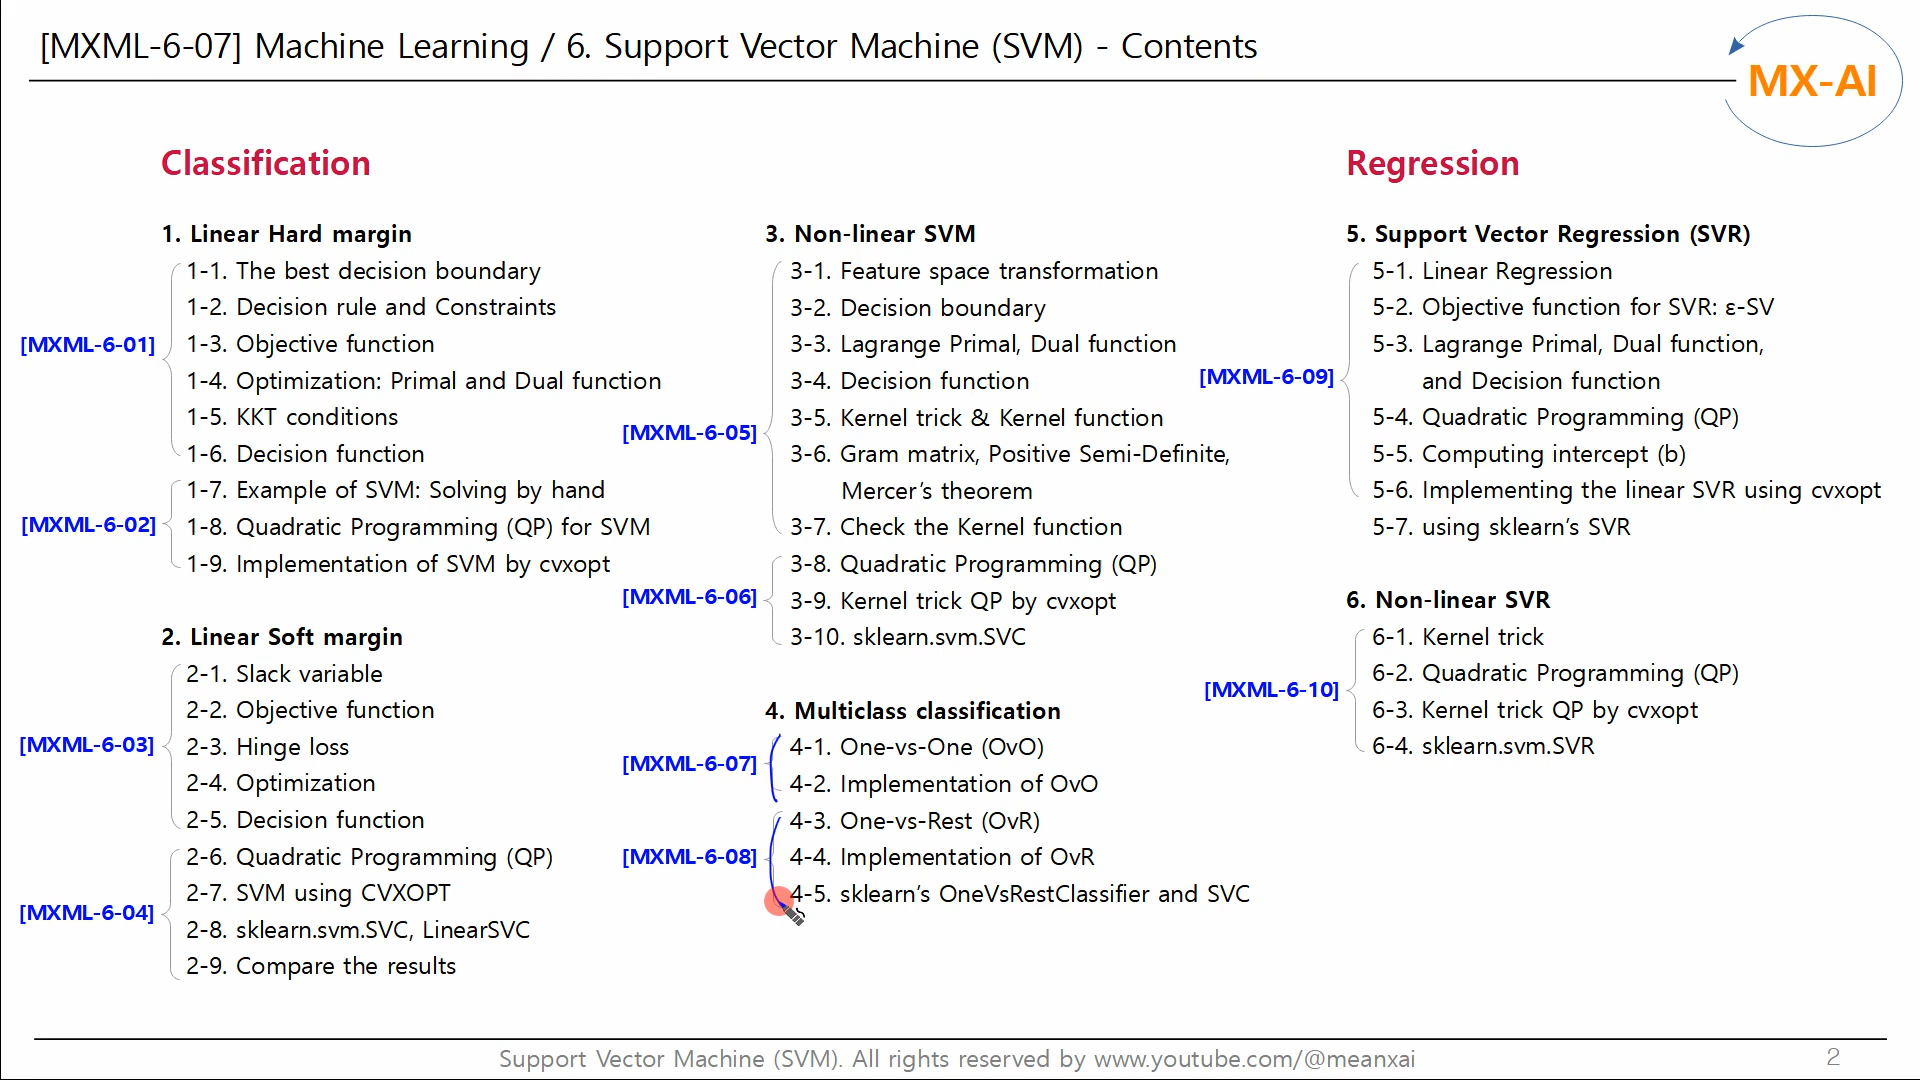 [MXML-6-07] Machine Learning / 6. Support Vector Machine (SVM) - Contents
MX-AI
Classification
1. Linear Hard margin
[MXML-6-01]
1-1. The best decision boundary
1-2. Decision rule and Constraints
1-3. Objective function
1-4. Optimization: Primal and Dual function
1-5. KKT conditions
1-6. Decision function
[MXML-6-02]
1-7. Example of SVM: Solving by hand
1-8. Quadratic Programming (QP) for SVM
1-9. Implementation of SVM by cvxopt
2. Linear Soft margin
[MXML-6-03]
2-1. Slack variable
2-2. Objective function
2-3. Hinge loss
2-4. Optimization
2-5. Decision function
[MXML-6-04]
2-6. Quadratic Programming (QP)
2-7. SVM using CVXOPT
2-8. sklearn.svm.SVC, LinearSVC
2-9. Compare the results
3. Non-linear SVM
[MXML-6-05]
3-1. Feature space transformation
3-2. Decision boundary
3-3. Lagrange Primal, Dual function
3-4. Decision function
3-5. Kernel trick & Kernel function
3-6. Gram matrix, Positive Semi-Definite,
Mercer’s theorem
3-7. Check the Kernel function
[MXML-6-06]
3-8. Quadratic Programming (QP)
3-9. Kernel trick QP by cvxopt
3-10. sklearn.svm.SVC
4. Multiclass classification
[MXML-6-07]
4-1. One-vs-One (OvO)
4-2. Implementation of OvO
[MXML-6-08]
4-3. One-vs-Rest (OvR)
4-4. Implementation of OvR
4-5. sklearn’s OneVsRestClassifier and SVC
Regression
5. Support Vector Regression (SVR)
[MXML-6-09]
5-1. Linear Regression
5-2. Objective function for SVR: ε-SV
5-3. Lagrange Primal, Dual function,
and Decision function
5-4. Quadratic Programming (QP)
5-5. Computing intercept (b)
5-6. Implementing the linear SVR using cvxopt
5-7. using sklearn’s SVR
6. Non-linear SVR
[MXML-6-10]
6-1. Kernel trick
6-2. Quadratic Programming (QP)
6-3. Kernel trick QP by cvxopt
6-4. sklearn.svm.SVR
Support Vector Machine (SVM). All rights reserved by www.youtube.com/@meanxai
2